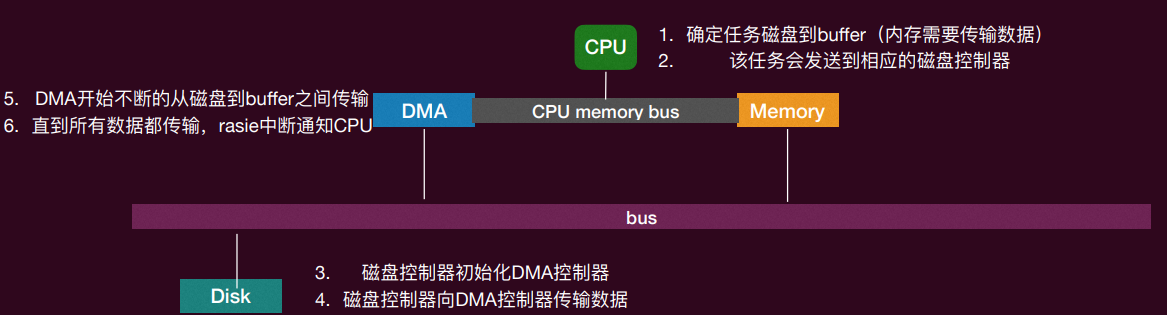 CPU
1. 确定任务磁盘到buffer（内存需要传输数据）
2. 该任务会发送到相应的磁盘控制器
5. DMA开始不断的从磁盘到buffer之间传输
6. 直到所有数据都传输，rasie中断通知CPU
DMA
CPU memory bus
Memory
bus
Disk
3. 磁盘控制器初始化DMA控制器
4. 磁盘控制器向DMA控制器传输数据